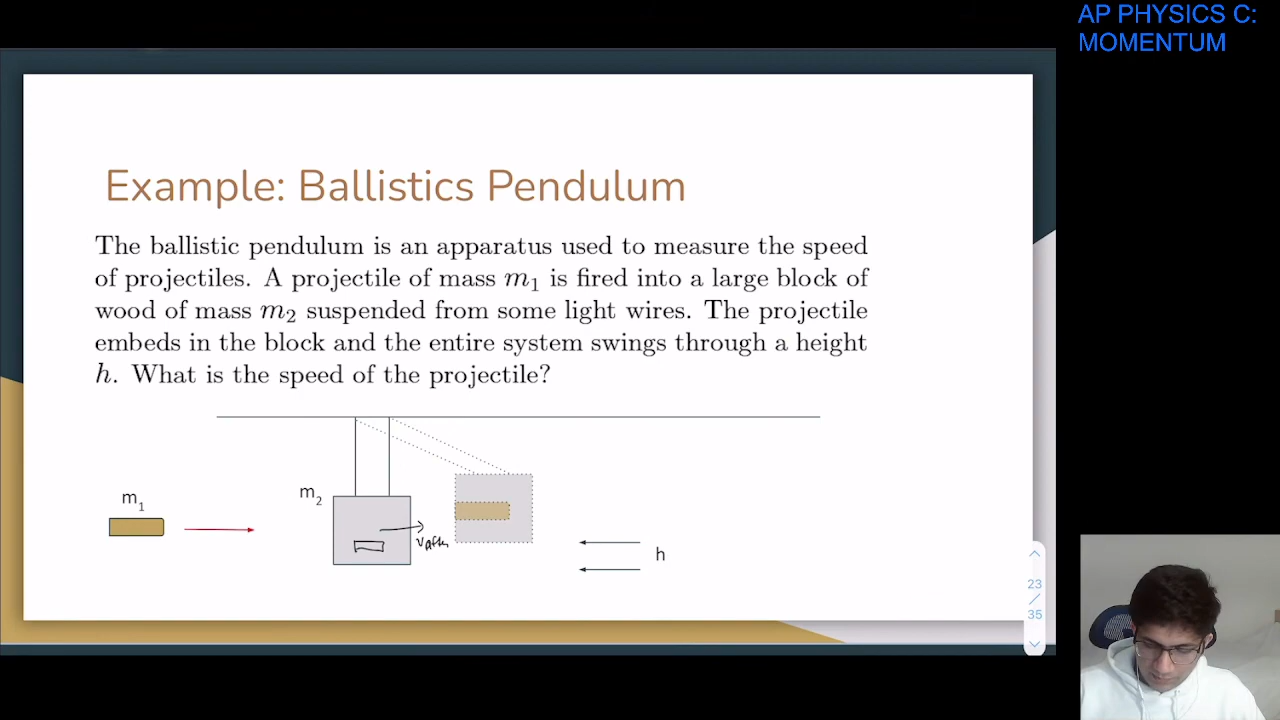 AP PHYSICS C:
MOMENTUM
Example: Ballistics Pendulum
The ballistic pendulum is an apparatus used to measure the speed
of projectiles. A projectile of mass m₁ is fired into a large block of
wood of mass m₂ suspended from some light wires. The projectile
embeds in the block and the entire system swings through a height
h. What is the speed of the projectile?
m₁
m₂
h
23
/
35